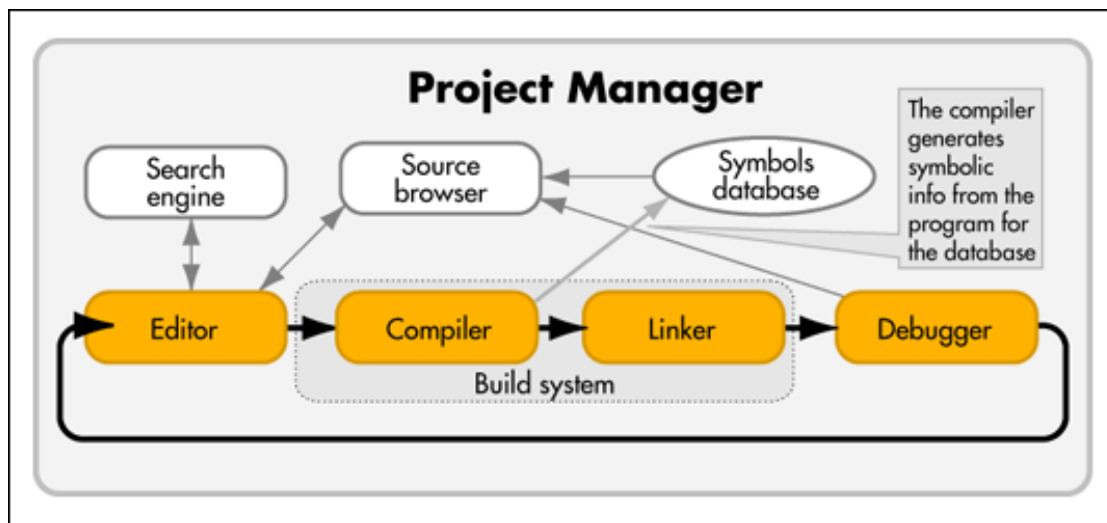 Project Manager
The compiler
generates
symbolic
info from the
program for
the database
Search
engine
Source
browser
Symbols
database
Editor
Compiler
Linker
Debugger
Build system